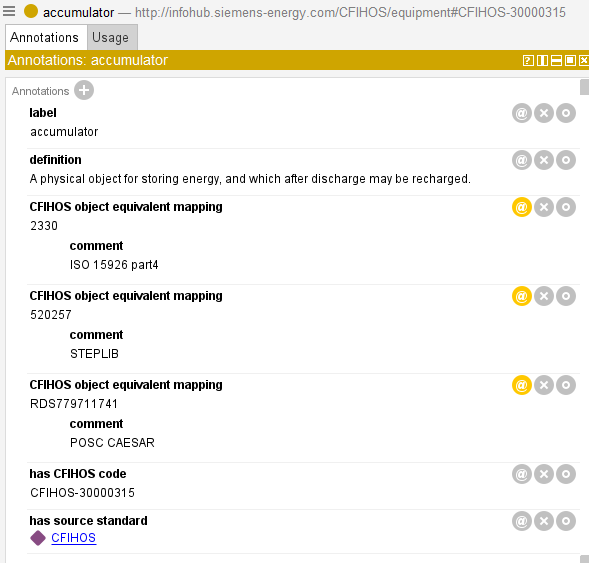 accumulator — http://infohub.siemens-energy.com/CFIHOS/equipment#CFIHOS-30000315
Annotations Usage
Annotations: accumulator
Annotations
label
accumulator
definition
A physical object for storing energy, and which after discharge may be recharged.
CFIHOS object equivalent mapping
2330
comment
ISO 15926 part4
CFIHOS object equivalent mapping
520257
comment
STEPLIB
CFIHOS object equivalent mapping
RDS779711741
comment
POSC CAESAR
has CFIHOS code
CFIHOS-30000315
has source standard
CFIHOS